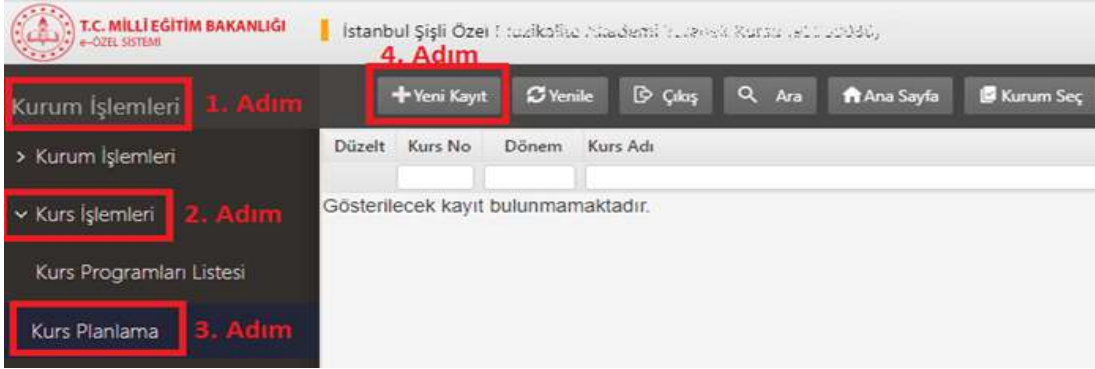 T.C. MİLLÎ EĞİTİM BAKANLIĞI
e-ÖZEL SİSTEMİ
İstanbul Şişli Özel
4. Adım
Kurum İşlemleri 1. Adım
Yeni Kayıt Yenile Çıkış Ara Ana Sayfa Kurum Seç
> Kurum İşlemleri
Düzelt Kurs No Dönem Kurs Adı
Kurs İşlemleri 2. Adım
Gösterilecek kayıt bulunmamaktadır.
Kurs Programları Listesi
Kurs Planlama 3. Adım